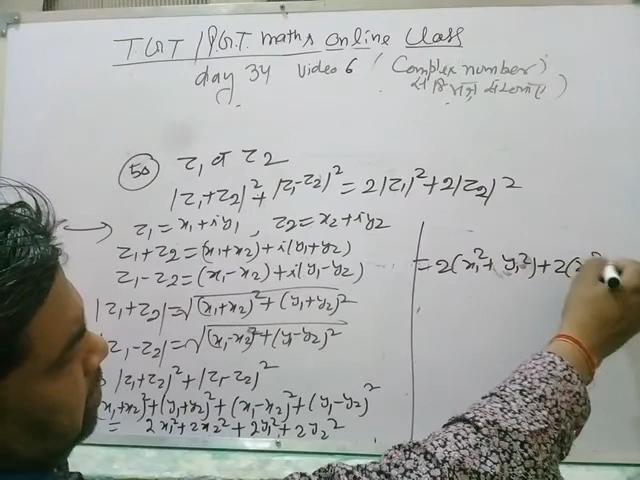 T.G.T / P.G.T. maths online Class
day 34 video 6 ( Complex number )
50 z₁ व z₂
|z₁+z₂|²+|z₁-z₂|²=2|z₁|²+2|z₂|²
→ z₁=x₁+iy₁, z₂=x₂+iy₂
z₁+z₂=(x₁+x₂)+i(y₁+y₂)
z₁-z₂=(x₁-x₂)+i(y₁-y₂)
|z₁+z₂|=√(x₁+x₂)²+(y₁+y₂)²
|z₁-z₂|=√(x₁-x₂)²+(y₁-y₂)²
|z₁+z₂|²+|z₁-z₂|²
x₁+x₂)²+(y₁+y₂)²+(x₁-x₂)²+(y₁-y₂)²
= 2x₁²+2x₂²+2y₁²+2y₂²
=2(x₁²+y₁²)+2(x₂²